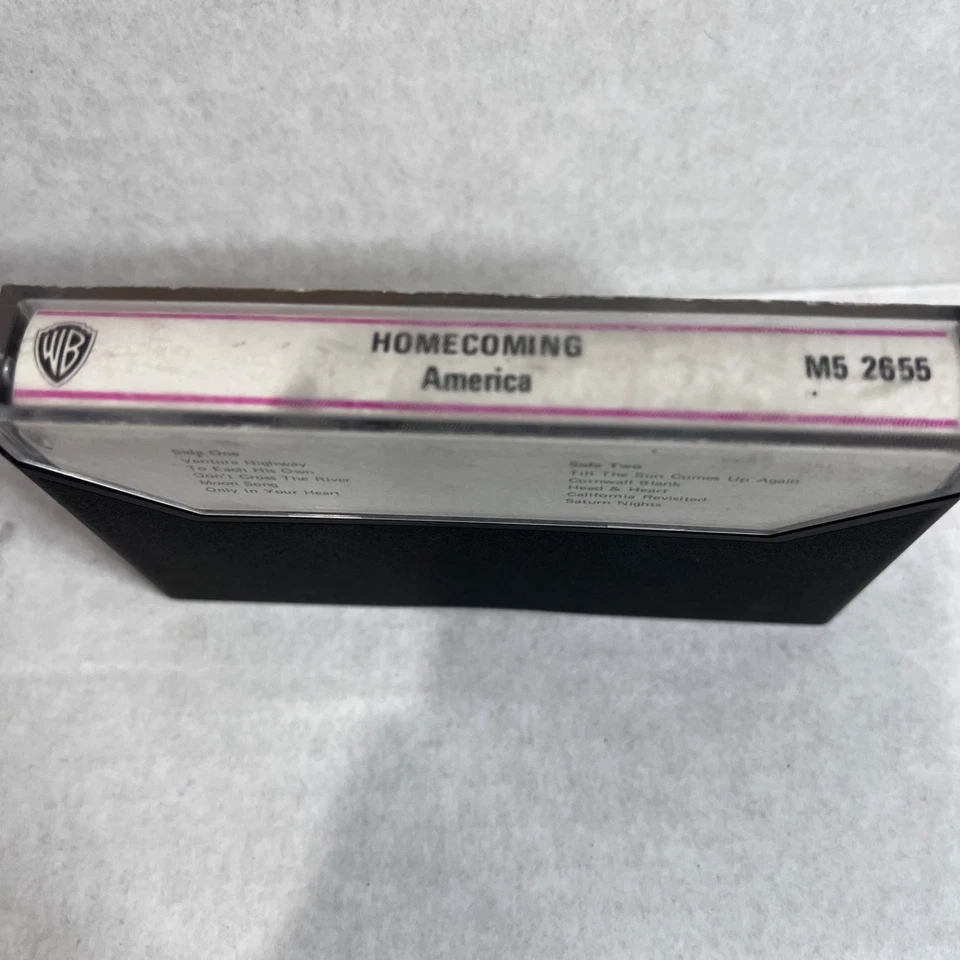 WB
HOMECOMING
America
M5 2655
Side One
Ventura Highway
To Each His Own
Don't Cross The River
Moon Song
Only In Your Heart
Side Two
Till The Sun Comes Up Again
Cornwall Blank
Head & Heart
California Revisited
Saturn Nights